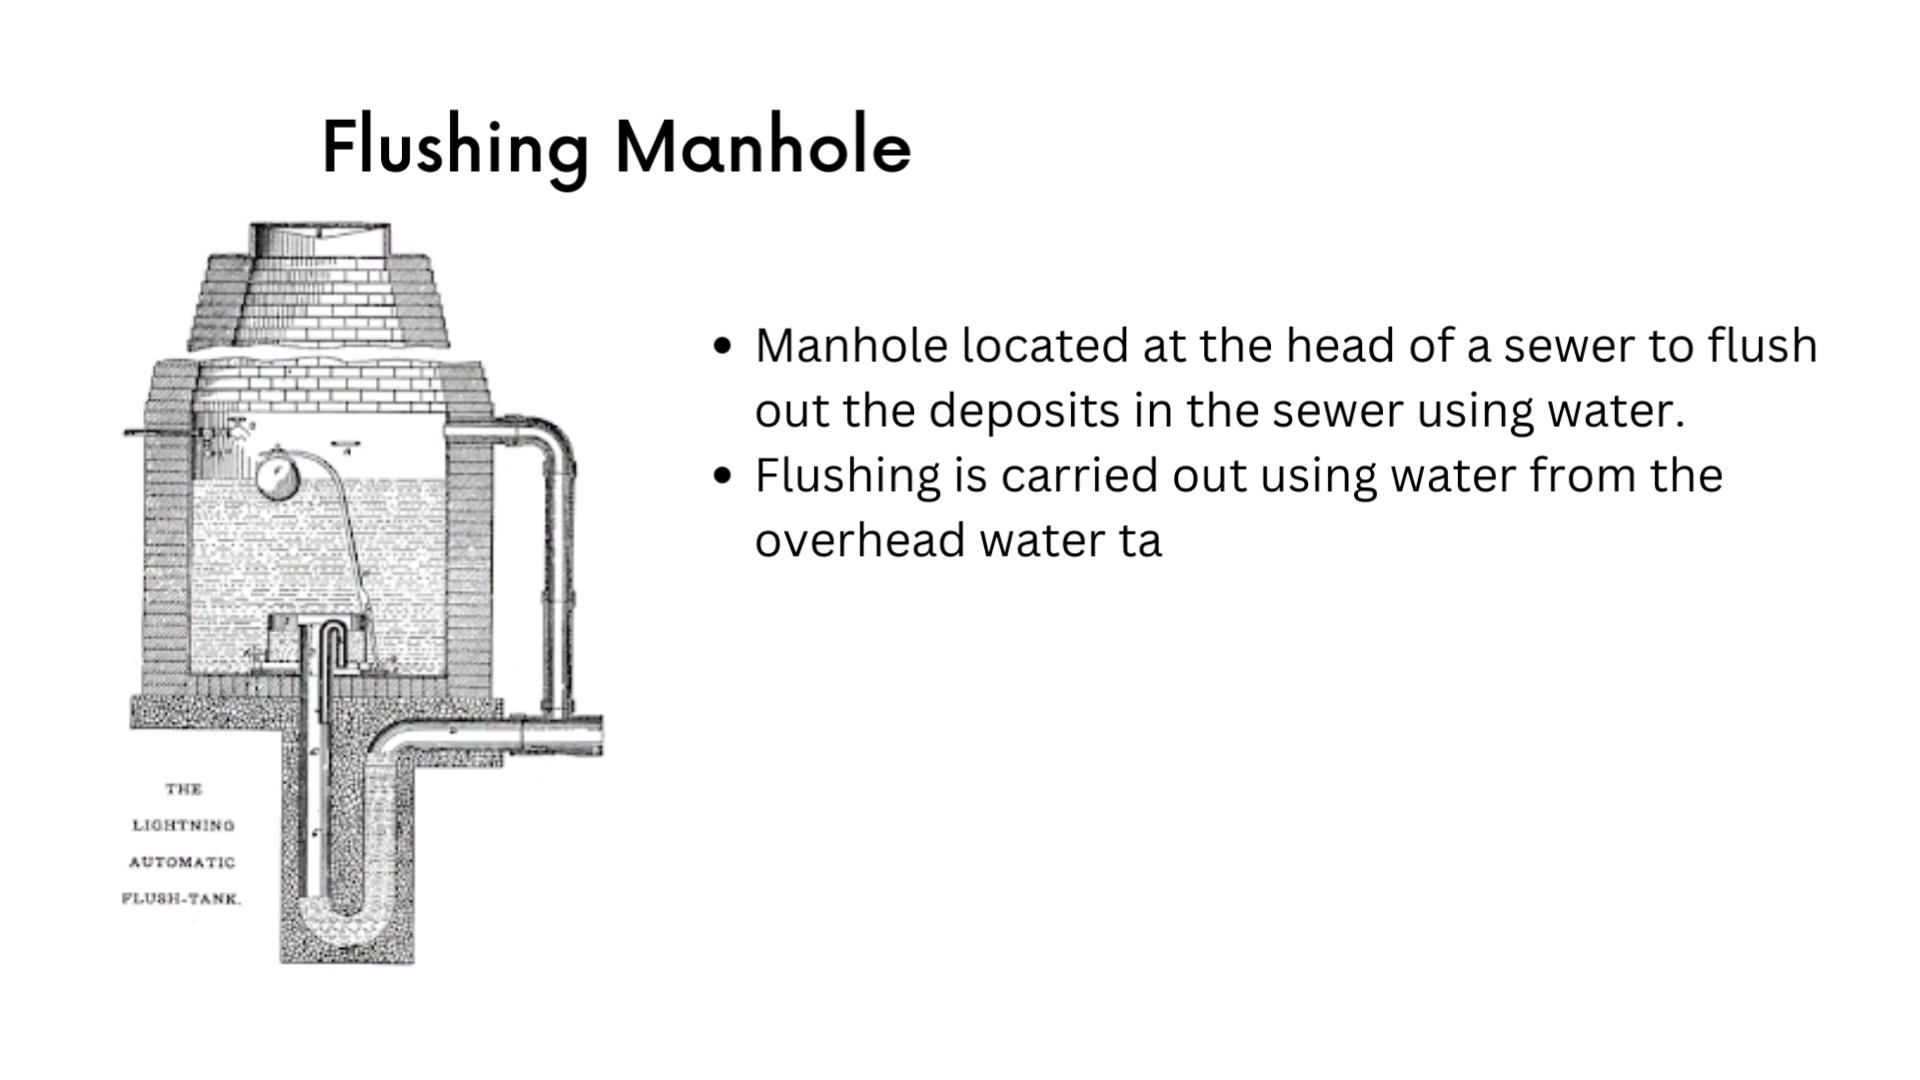 Flushing Manhole
• Manhole located at the head of a sewer to flush
out the deposits in the sewer using water.
• Flushing is carried out using water from the
overhead water ta
THE
LIGHTNING
AUTOMATIC
FLUSH-TANK.